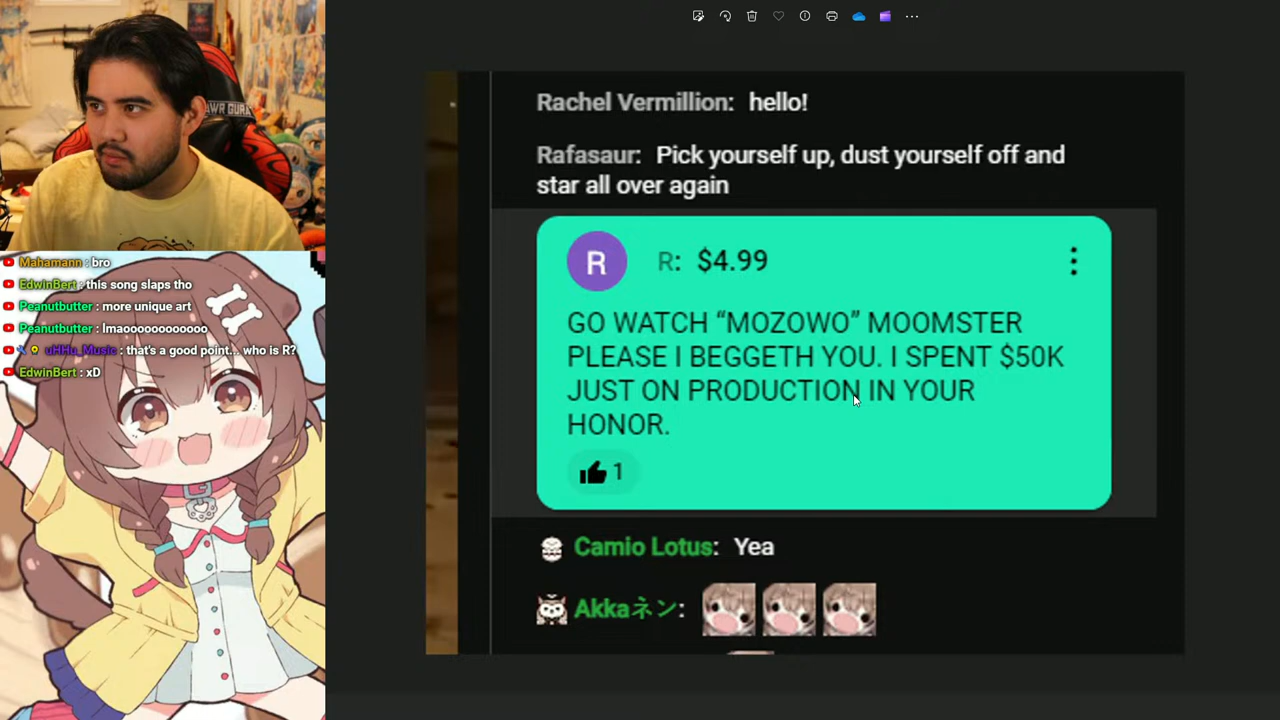 AWR GURA
Rachel Vermillion: hello!
Rafasaur: Pick yourself up, dust yourself off and
star all over again
R
R: $4.99
GO WATCH “MOZOWO” MOOMSTER
PLEASE I BEGGETH YOU. I SPENT $50K
JUST ON PRODUCTION IN YOUR
HONOR.
1
Camio Lotus: Yea
Akkaネン:
Mahamann : bro
EdwinBert : this song slaps tho
Peanutbutter : more unique art
Peanutbutter : lmaoooooooooooo
uHHu_Music : that's a good point... who is R?
EdwinBert : xD